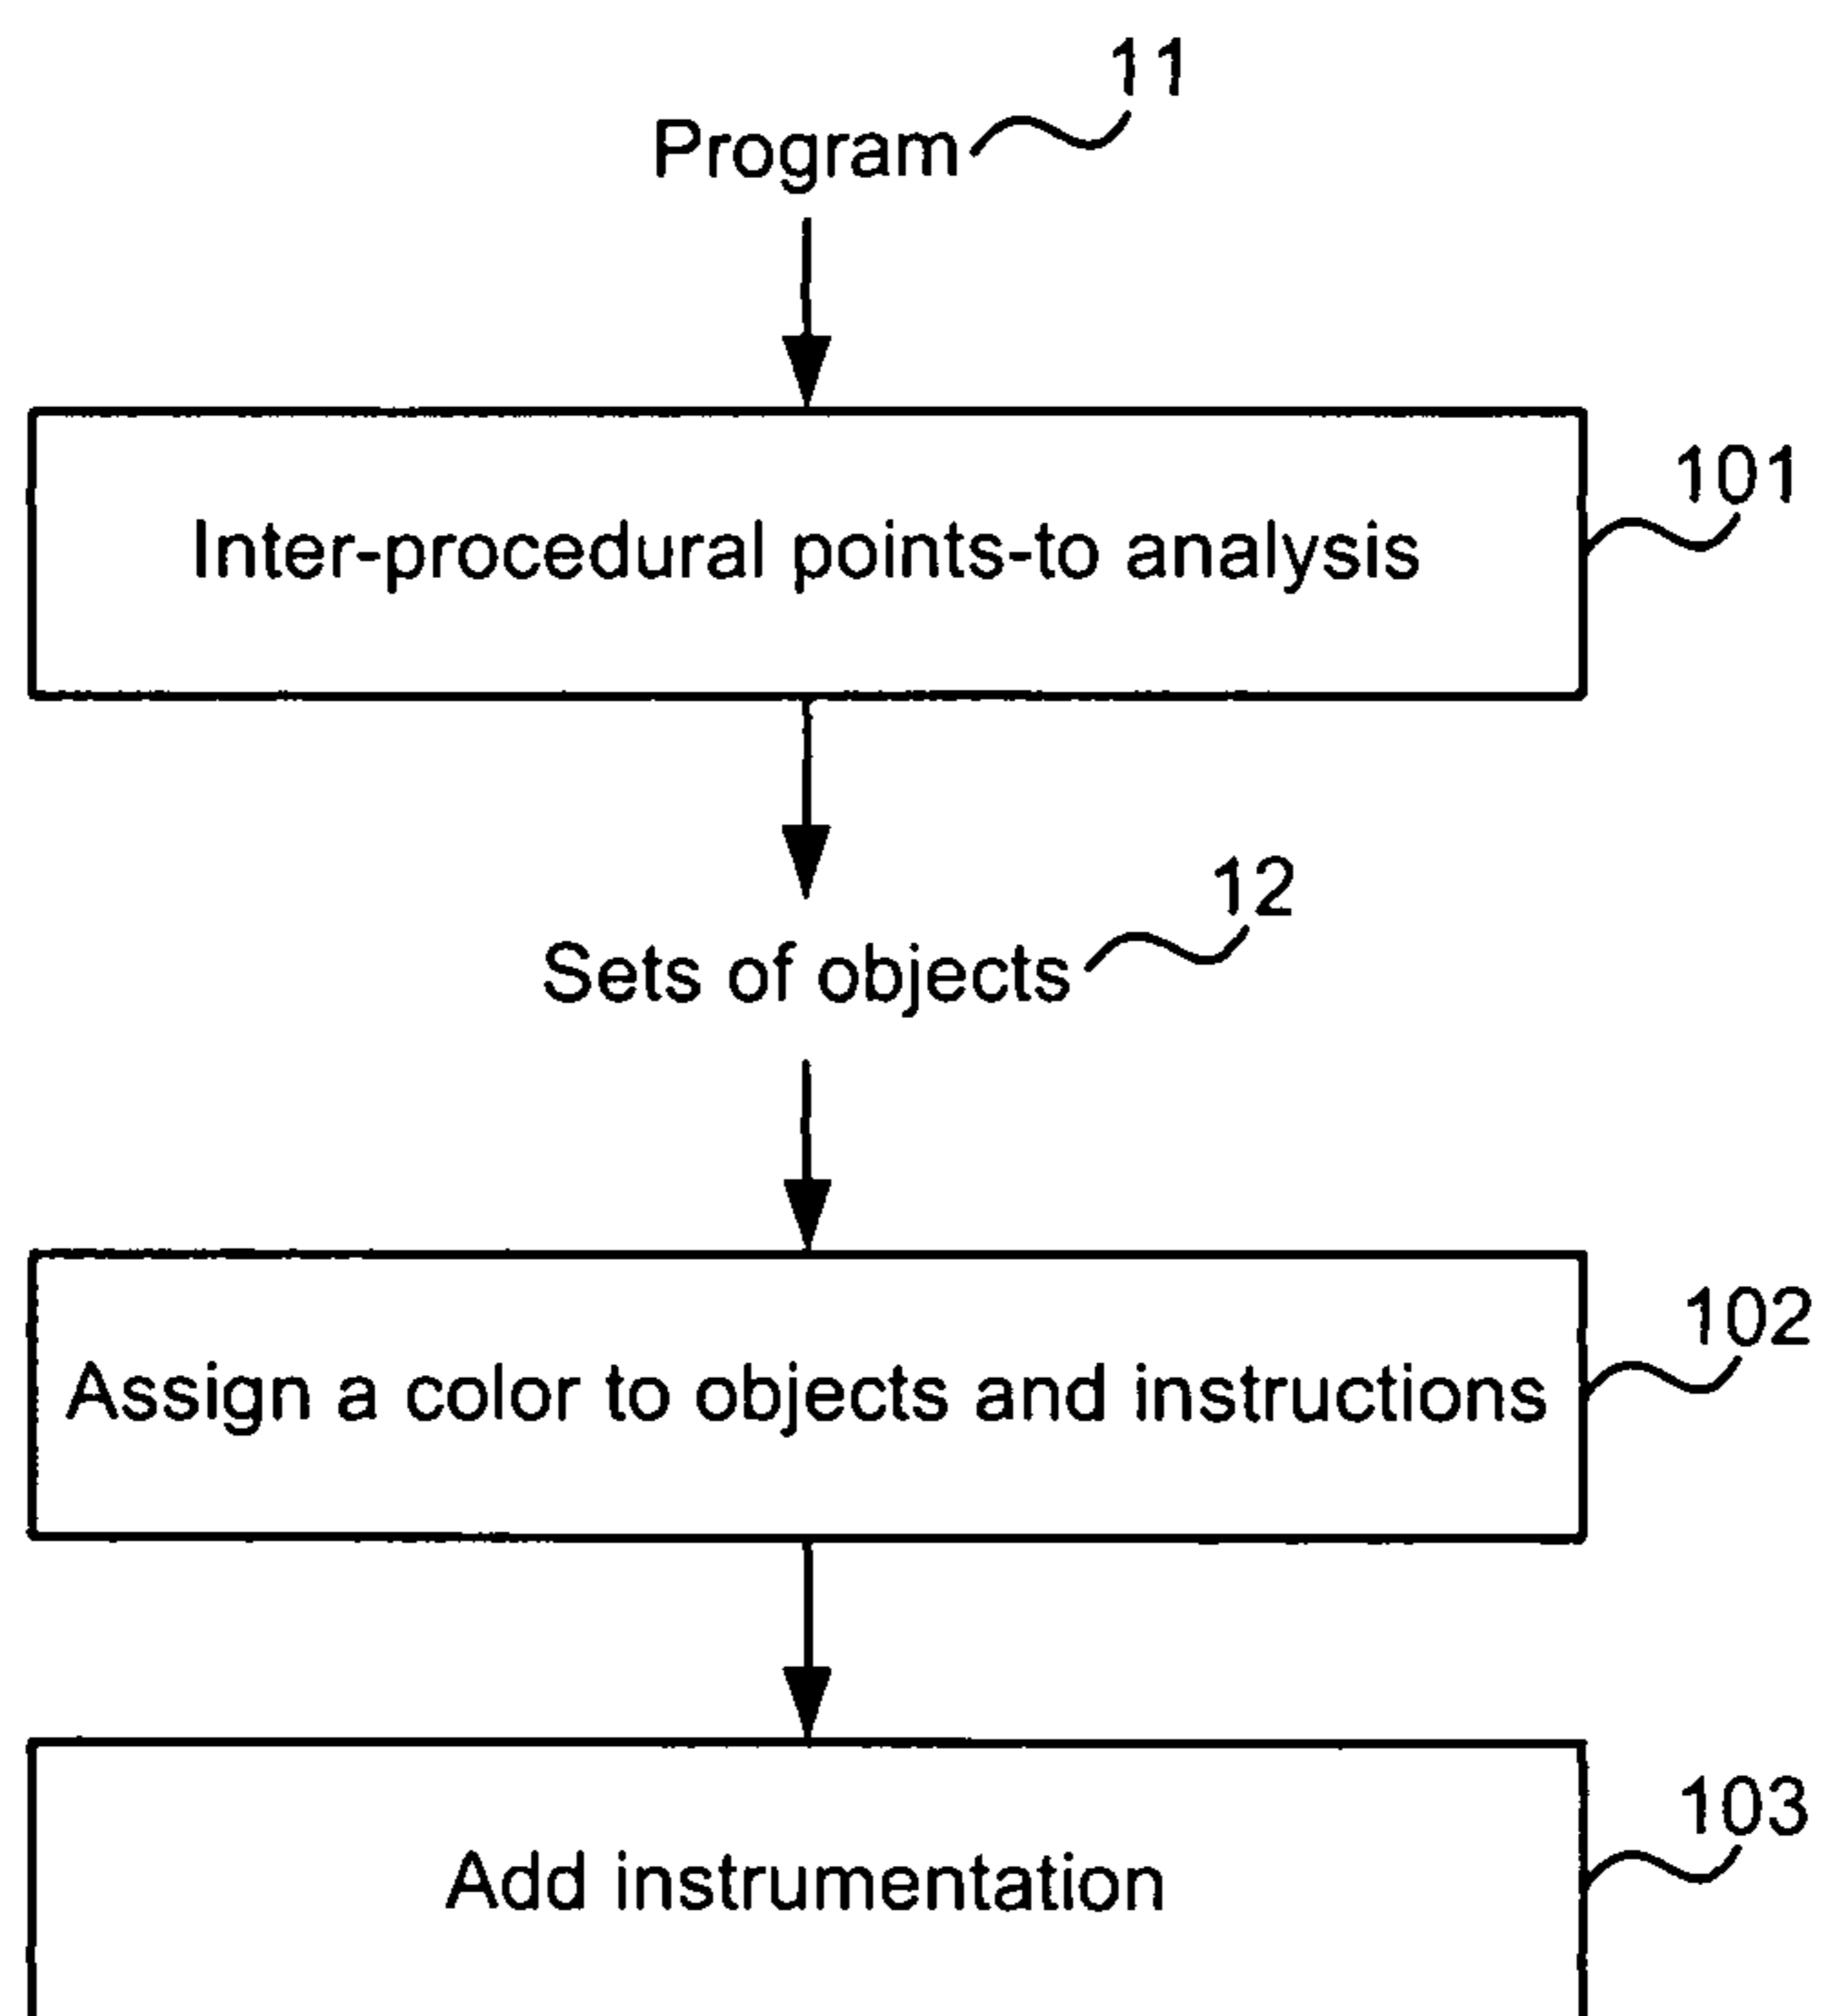 11
Program
Inter-procedural points-to analysis
101
12
Sets of objects
Assign a color to objects and instructions
102
Add instrumentation
103